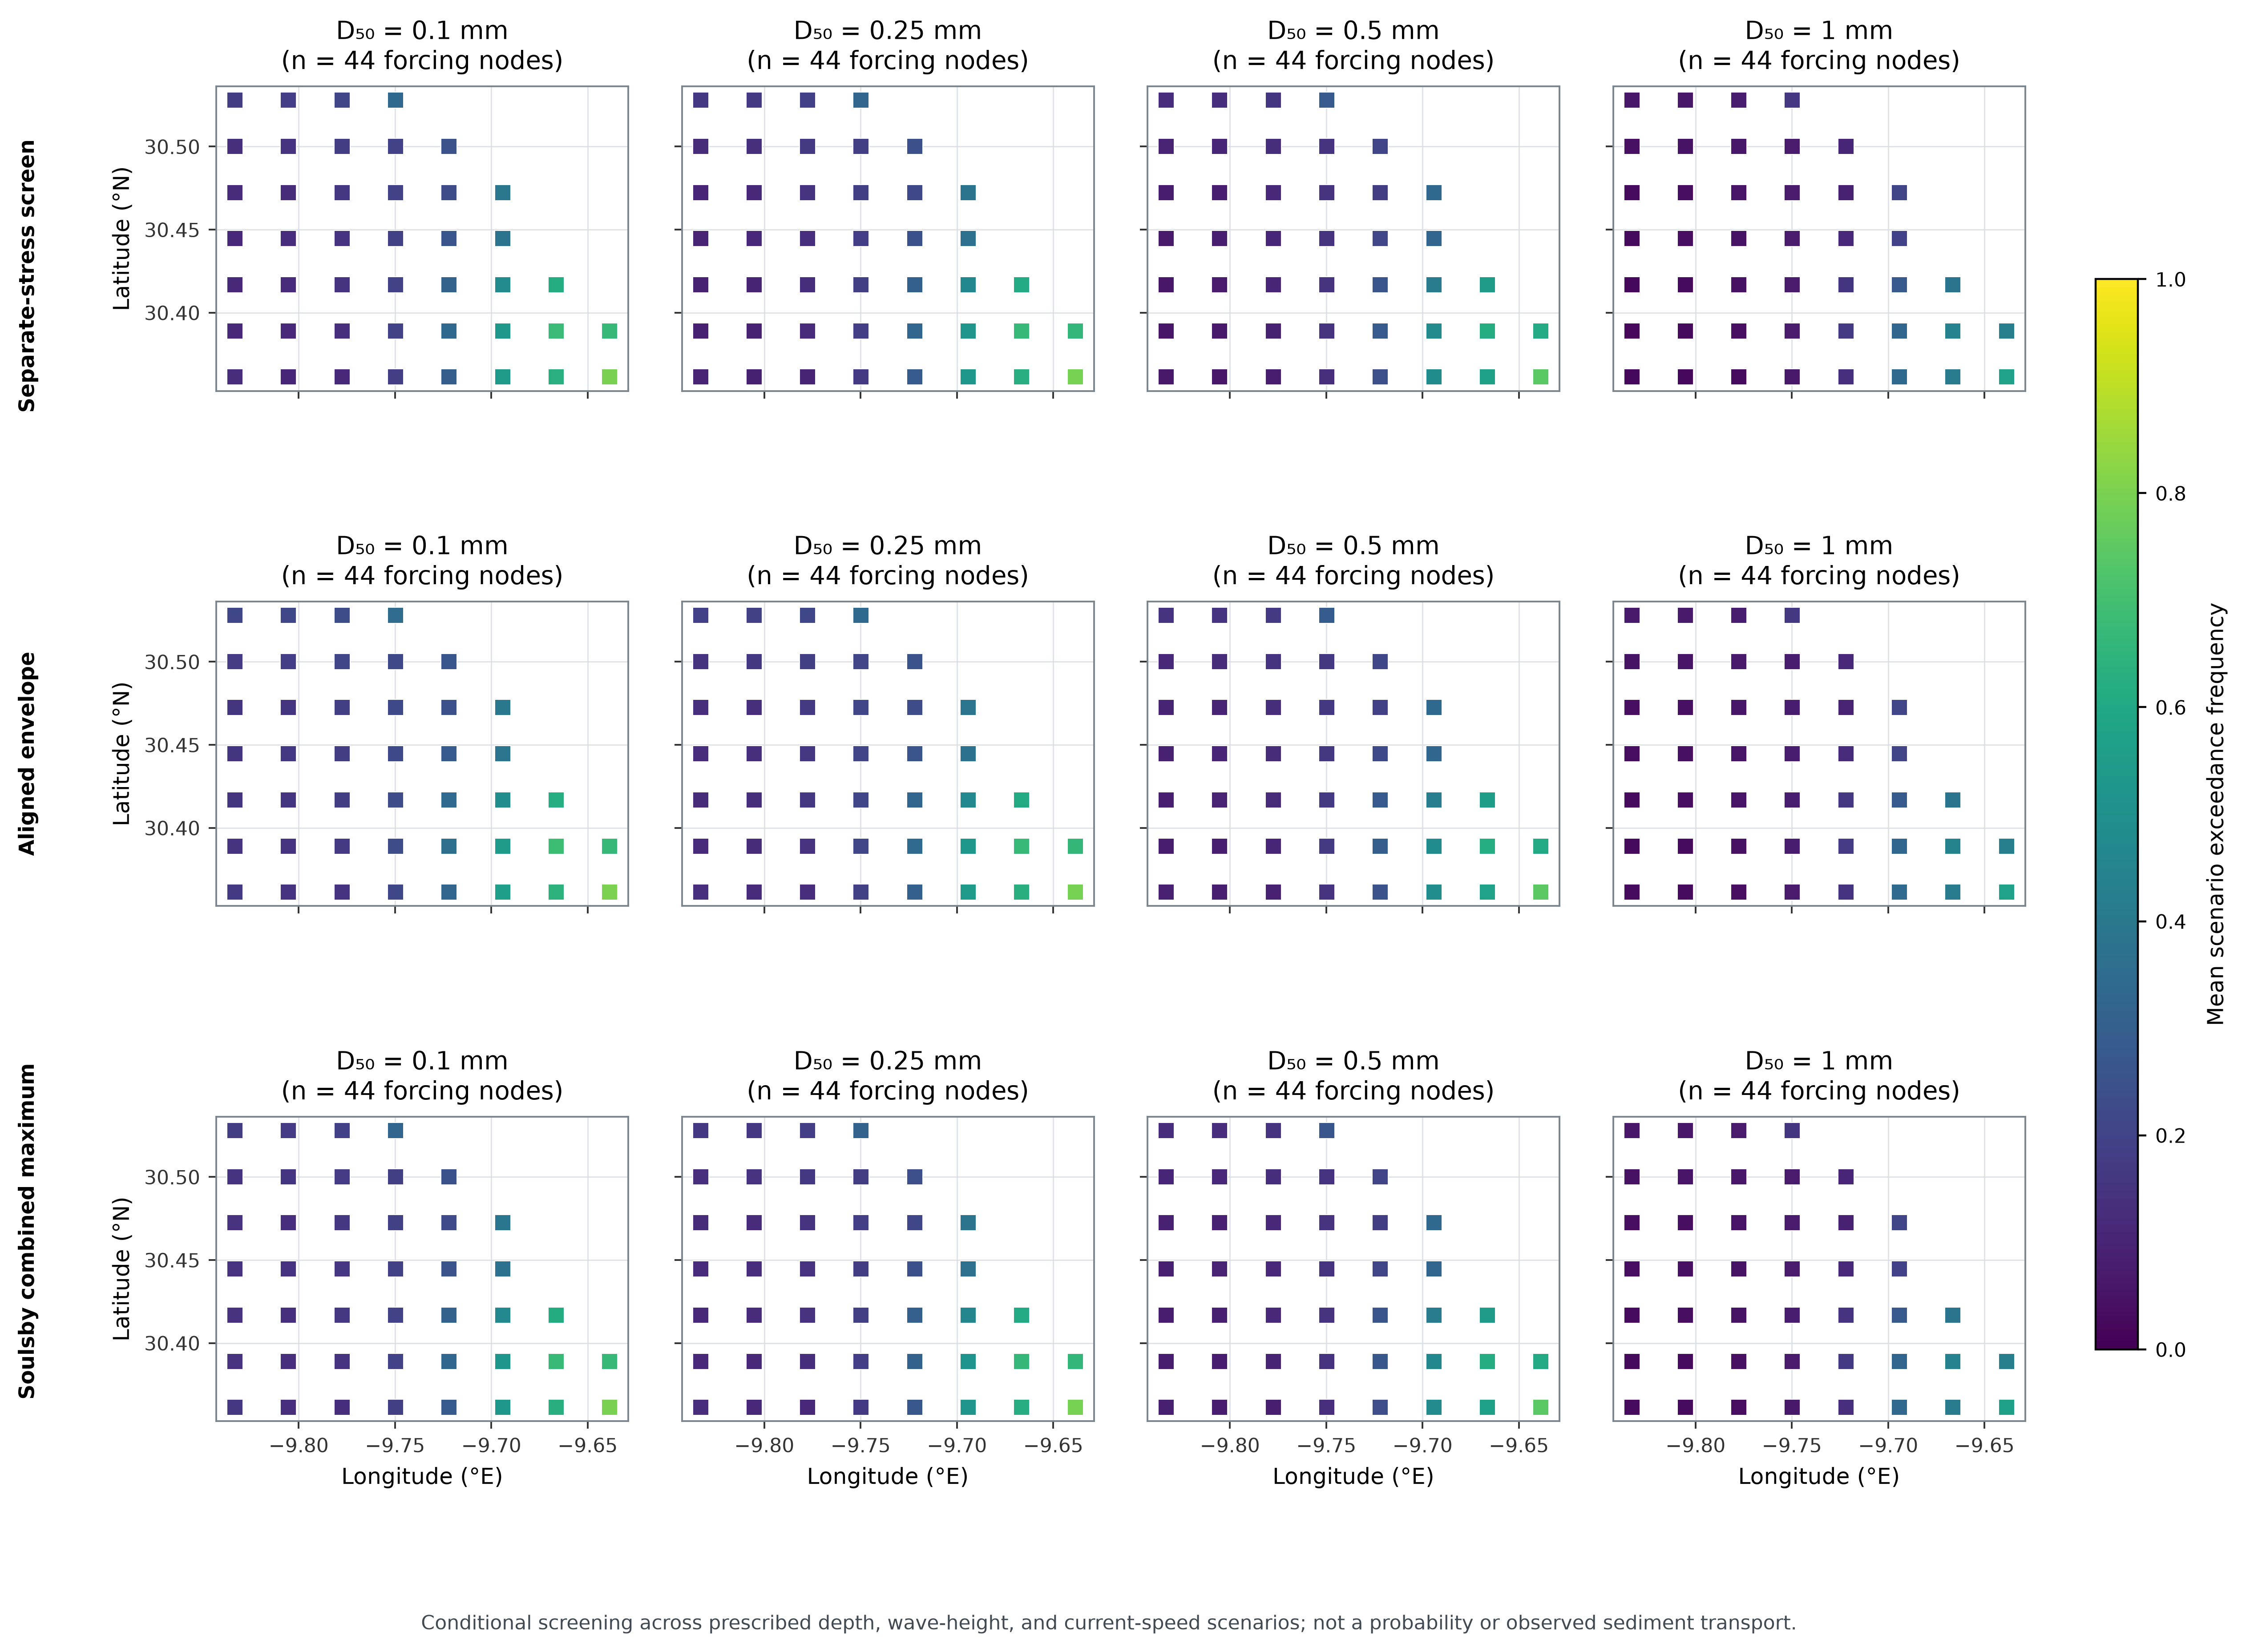 D₅₀ = 0.1 mm
(n = 44 forcing nodes)
D₅₀ = 0.25 mm
(n = 44 forcing nodes)
D₅₀ = 0.5 mm
(n = 44 forcing nodes)
D₅₀ = 1 mm
(n = 44 forcing nodes)
Separate-stress screen
Latitude (°N)
30.50
30.45
30.40
D₅₀ = 0.1 mm
(n = 44 forcing nodes)
D₅₀ = 0.25 mm
(n = 44 forcing nodes)
D₅₀ = 0.5 mm
(n = 44 forcing nodes)
D₅₀ = 1 mm
(n = 44 forcing nodes)
Aligned envelope
Latitude (°N)
30.50
30.45
30.40
D₅₀ = 0.1 mm
(n = 44 forcing nodes)
D₅₀ = 0.25 mm
(n = 44 forcing nodes)
D₅₀ = 0.5 mm
(n = 44 forcing nodes)
D₅₀ = 1 mm
(n = 44 forcing nodes)
Soulsby combined maximum
Latitude (°N)
30.50
30.45
30.40
−9.80 −9.75 −9.70 −9.65
Longitude (°E)
−9.80 −9.75 −9.70 −9.65
Longitude (°E)
−9.80 −9.75 −9.70 −9.65
Longitude (°E)
−9.80 −9.75 −9.70 −9.65
Longitude (°E)
1.0
0.8
0.6
0.4
0.2
0.0
Mean scenario exceedance frequency
Conditional screening across prescribed depth, wave-height, and current-speed scenarios; not a probability or observed sediment transport.